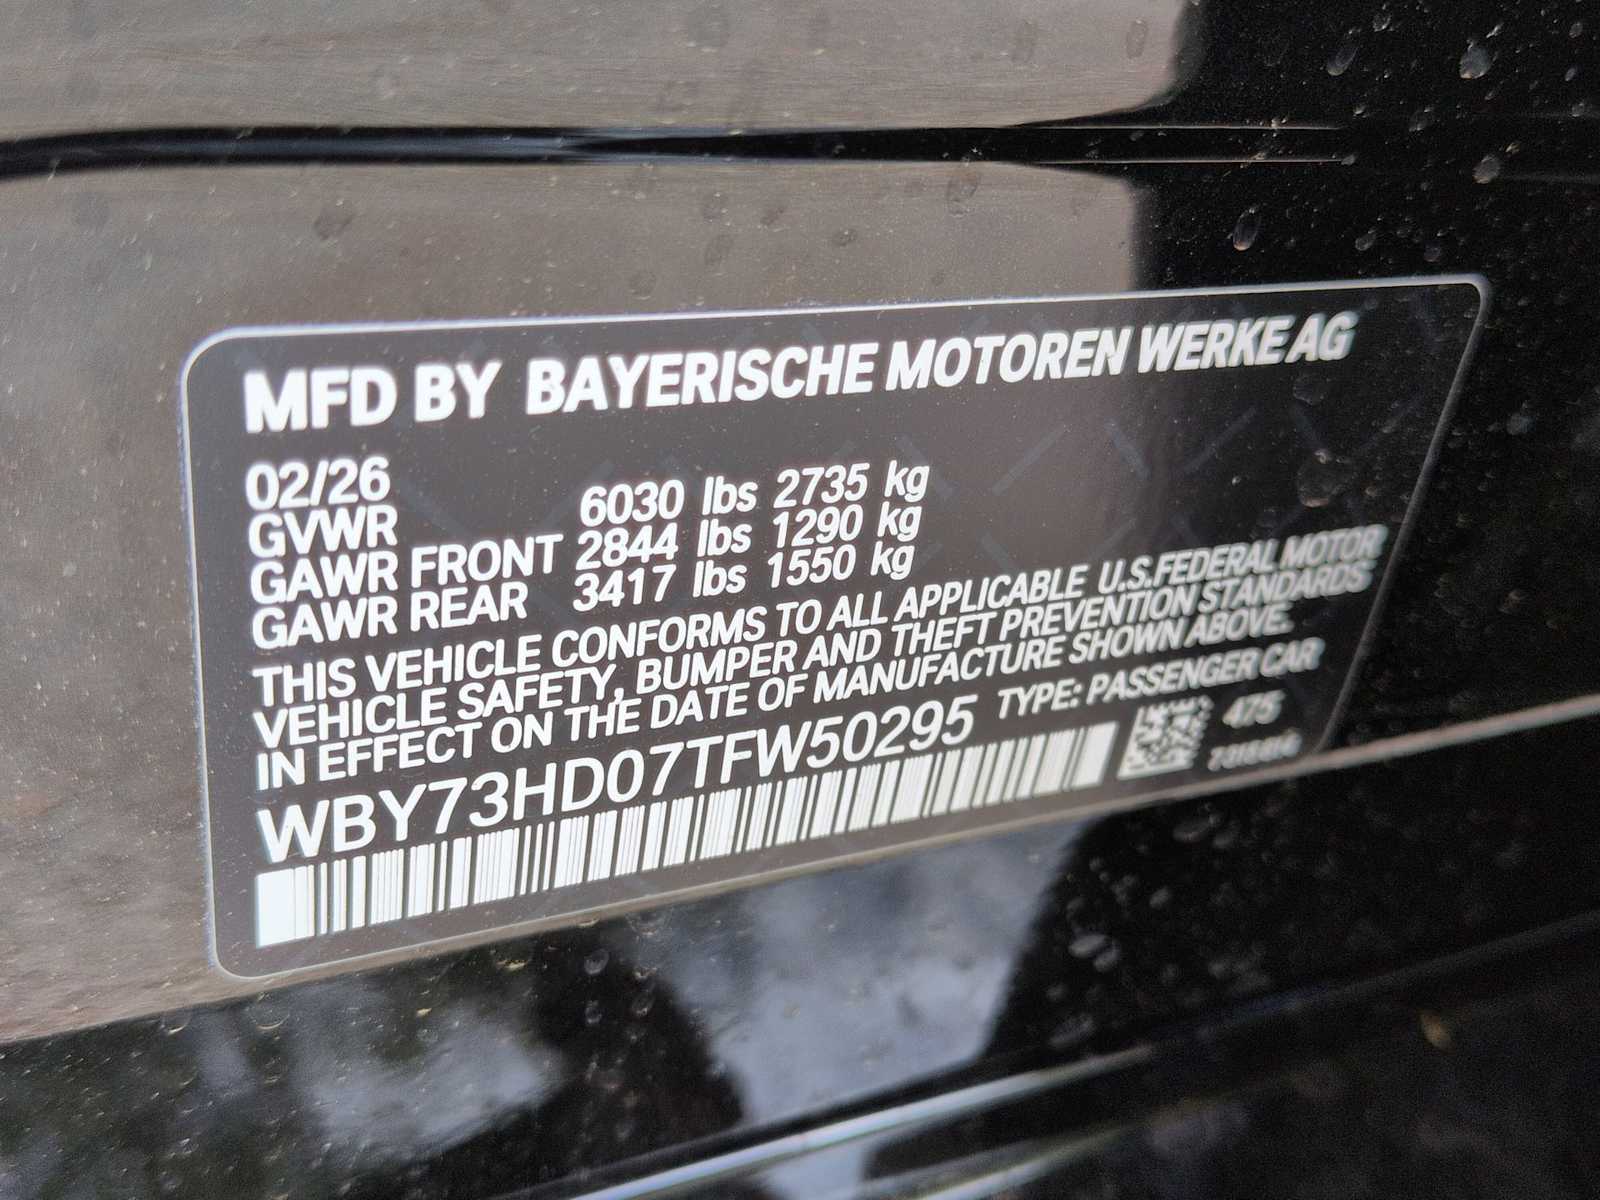 MFD BY BAYERISCHE MOTOREN WERKE AG
02/26
GVWR 6030 lbs 2735 kg
GAWR FRONT 2844 lbs 1290 kg
GAWR REAR 3417 lbs 1550 kg
THIS VEHICLE CONFORMS TO ALL APPLICABLE U.S.FEDERAL MOTOR
VEHICLE SAFETY, BUMPER AND THEFT PREVENTION STANDARDS
IN EFFECT ON THE DATE OF MANUFACTURE SHOWN ABOVE.
WBY73HD07TFW50295 TYPE: PASSENGER CAR
475